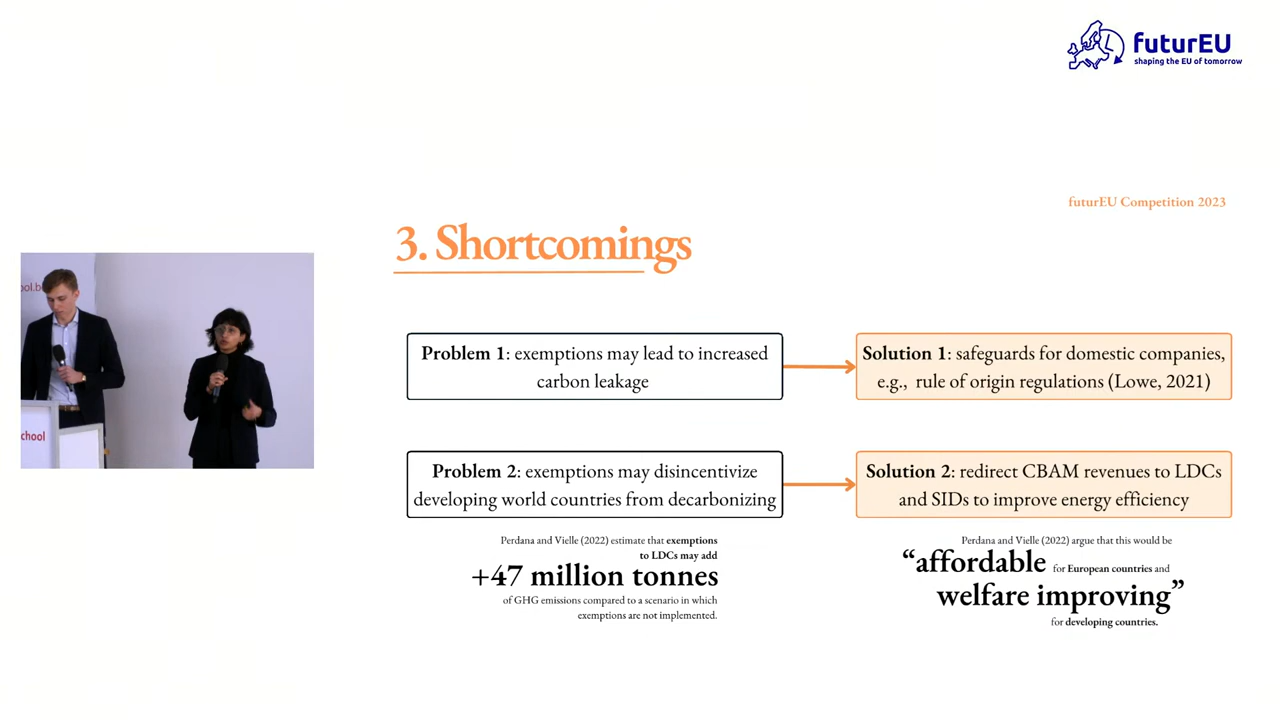 futurEU
shaping the EU of tomorrow
futurEU Competition 2023
3. Shortcomings
ool.b
chool
Problem 1: exemptions may lead to increased
carbon leakage
Solution 1: safeguards for domestic companies,
e.g., rule of origin regulations (Lowe, 2021)
Problem 2: exemptions may disincentivize
developing world countries from decarbonizing
Solution 2: redirect CBAM revenues to LDCs
and SIDs to improve energy efficiency
Perdana and Vielle (2022) estimate that exemptions
to LDCs may add
+47 million tonnes
of GHG emissions compared to a scenario in which
exemptions are not implemented.
Perdana and Vielle (2022) argue that this would be
“affordable for European countries and
welfare improving”
for developing countries.